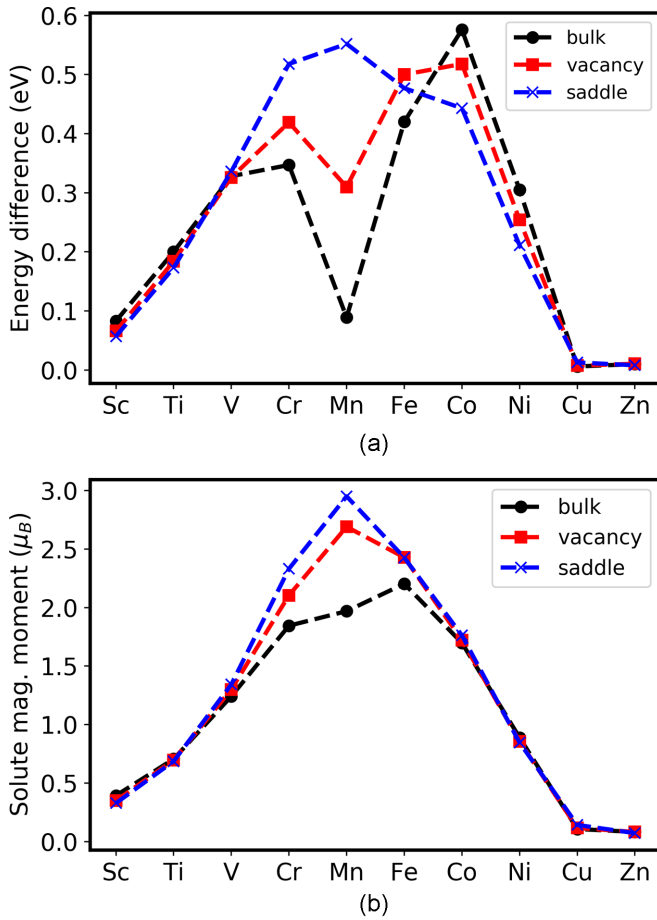 0.6
0.5
0.4
0.3
0.2
0.1
0.0
Energy difference (eV)
bulk
vacancy
saddle
Sc Ti V Cr Mn Fe Co Ni Cu Zn
(a)
3.0
2.5
2.0
1.5
1.0
0.5
0.0
Solute mag. moment (μB)
bulk
vacancy
saddle
Sc Ti V Cr Mn Fe Co Ni Cu Zn
(b)